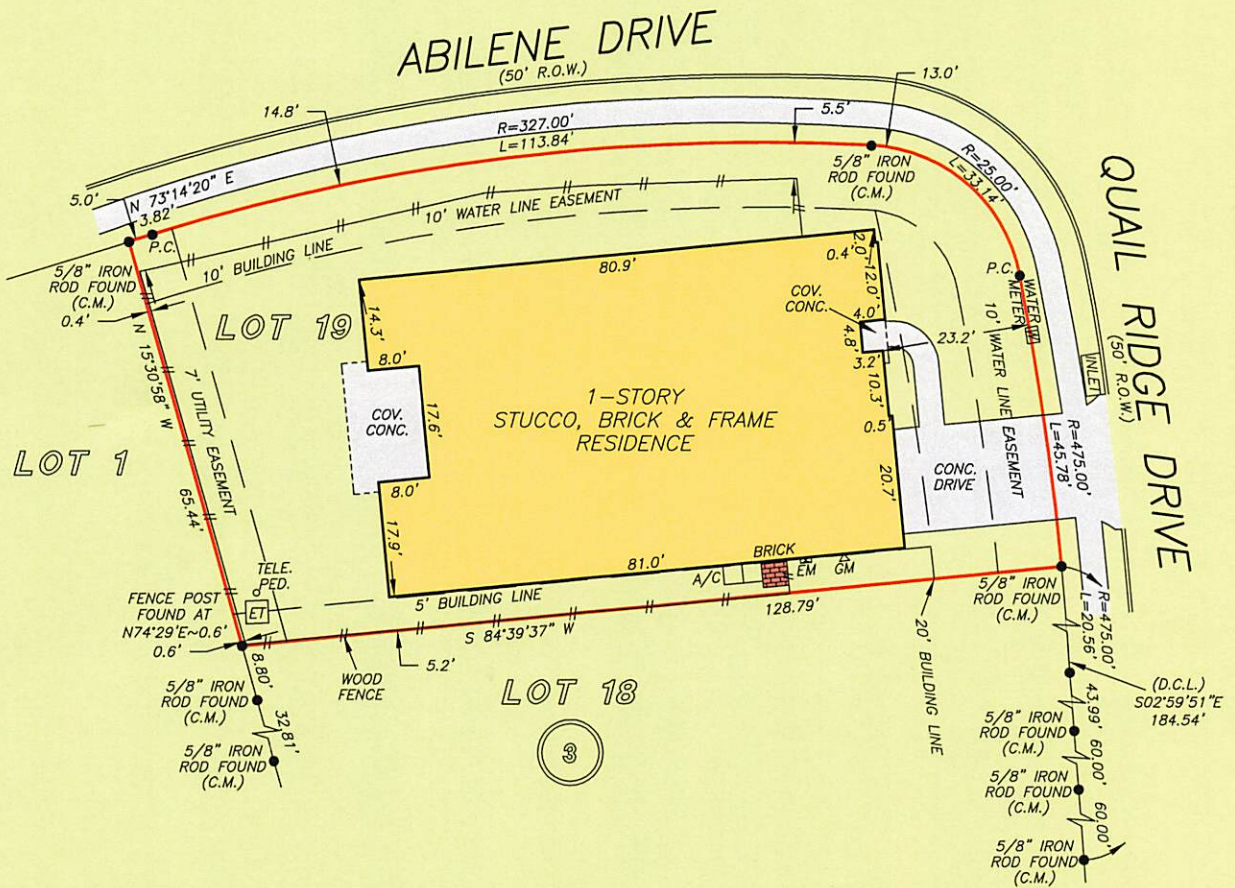 ABILENE DRIVE
(50' R.O.W.)
13.0'
14.8'
5.5'
R=327.00'
L=113.84'
5/8" IRON
ROD FOUND
(C.M.)
R=25.00'
L=33.14'
QUAIL RIDGE DRIVE
(50' R.O.W.)
5.0'
N 73°14'20" E
3.82'
P.C.
10' WATER LINE EASEMENT
10' BUILDING LINE
5/8" IRON
ROD FOUND
(C.M.)
0.4'
N 15°30'58" W
65.44'
7' UTILITY EASEMENT
LOT 19
LOT 1
80.9'
2.0'
0.4'
12.0'
COV.
CONC.
4.0'
4.8'
3.2'
23.2'
P.C.
WATER
METER
W
10' WATER LINE EASEMENT
INLET
14.3'
8.0'
COV.
CONC.
17.6'
8.0'
17.9'
1-STORY
STUCCO, BRICK & FRAME
RESIDENCE
10.3'
0.5'
20.7'
CONC.
DRIVE
R=475.00'
L=45.78'
81.0'
BRICK
A/C
EM
GM
TELE.
PED.
ET
FENCE POST
FOUND AT
N74°29'E~0.6'
0.6'
5' BUILDING LINE
S 84°39'37" W
128.79'
5/8" IRON
ROD FOUND
(C.M.)
R=475.00'
L=20.56'
5.2'
WOOD
FENCE
20' BUILDING LINE
8.80'
5/8" IRON
ROD FOUND
(C.M.)
32.81'
5/8" IRON
ROD FOUND
(C.M.)
LOT 18
3
(D.C.L.)
S02°59'51"E
184.54'
43.99'
5/8" IRON
ROD FOUND
(C.M.)
60.00'
5/8" IRON
ROD FOUND
(C.M.)
60.00'
5/8" IRON
ROD FOUND
(C.M.)